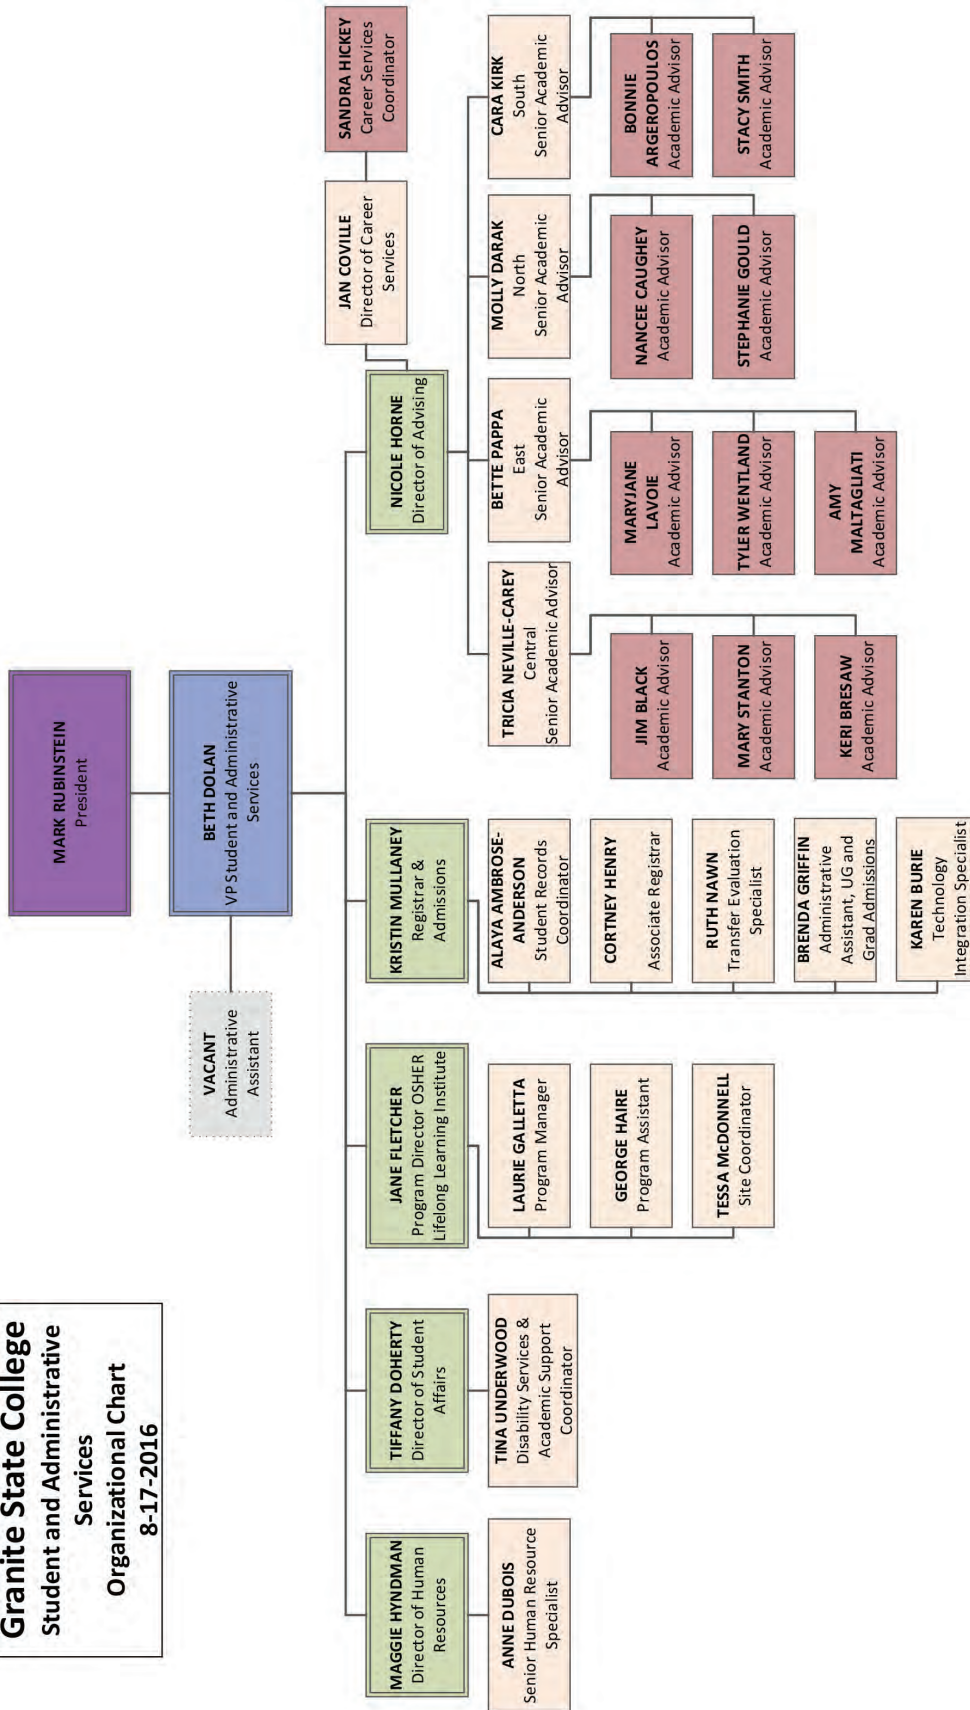 Granite State College
Student and Administrative
Services
Organizational Chart
8-17-2016
MARK RUBINSTEIN
President
BETH DOLAN
VP Student and Administrative
Services
VACANT
Administrative
Assistant
MAGGIE HYNDMAN
Director of Human
Resources
ANNE DUBOIS
Senior Human Resource
Specialist
TIFFANY DOHERTY
Director of Student
Affairs
TINA UNDERWOOD
Disability Services &
Academic Support
Coordinator
JANE FLETCHER
Program Director OSHER
Lifelong Learning Institute
LAURIE GALLETTA
Program Manager
GEORGE HAIRE
Program Assistant
TESSA McDONNELL
Site Coordinator
KRISTIN MULLANEY
Registrar &
Admissions
ALAYA AMBROSE-
ANDERSON
Student Records
Coordinator
CORTNEY HENRY
Associate Registrar
RUTH NAWN
Transfer Evaluation
Specialist
BRENDA GRIFFIN
Administrative
Assistant, UG and
Grad Admissions
KAREN BURIE
Technology
Integration Specialist
NICOLE HORNE
Director of Advising
JAN COVILLE
Director of Career
Services
SANDRA HICKEY
Career Services
Coordinator
TRICIA NEVILLE-CAREY
Central
Senior Academic Advisor
JIM BLACK
Academic Advisor
MARY STANTON
Academic Advisor
KERI BRESAW
Academic Advisor
BETTE PAPPA
East
Senior Academic
Advisor
MARYJANE
LAVOIE
Academic Advisor
TYLER WENTLAND
Academic Advisor
AMY
MALTAGLIATI
Academic Advisor
MOLLY DARAK
North
Senior Academic
Advisor
NANCEE CAUGHEY
Academic Advisor
STEPHANIE GOULD
Academic Advisor
CARA KIRK
South
Senior Academic
Advisor
BONNIE
ARGEROPOULOS
Academic Advisor
STACY SMITH
Academic Advisor